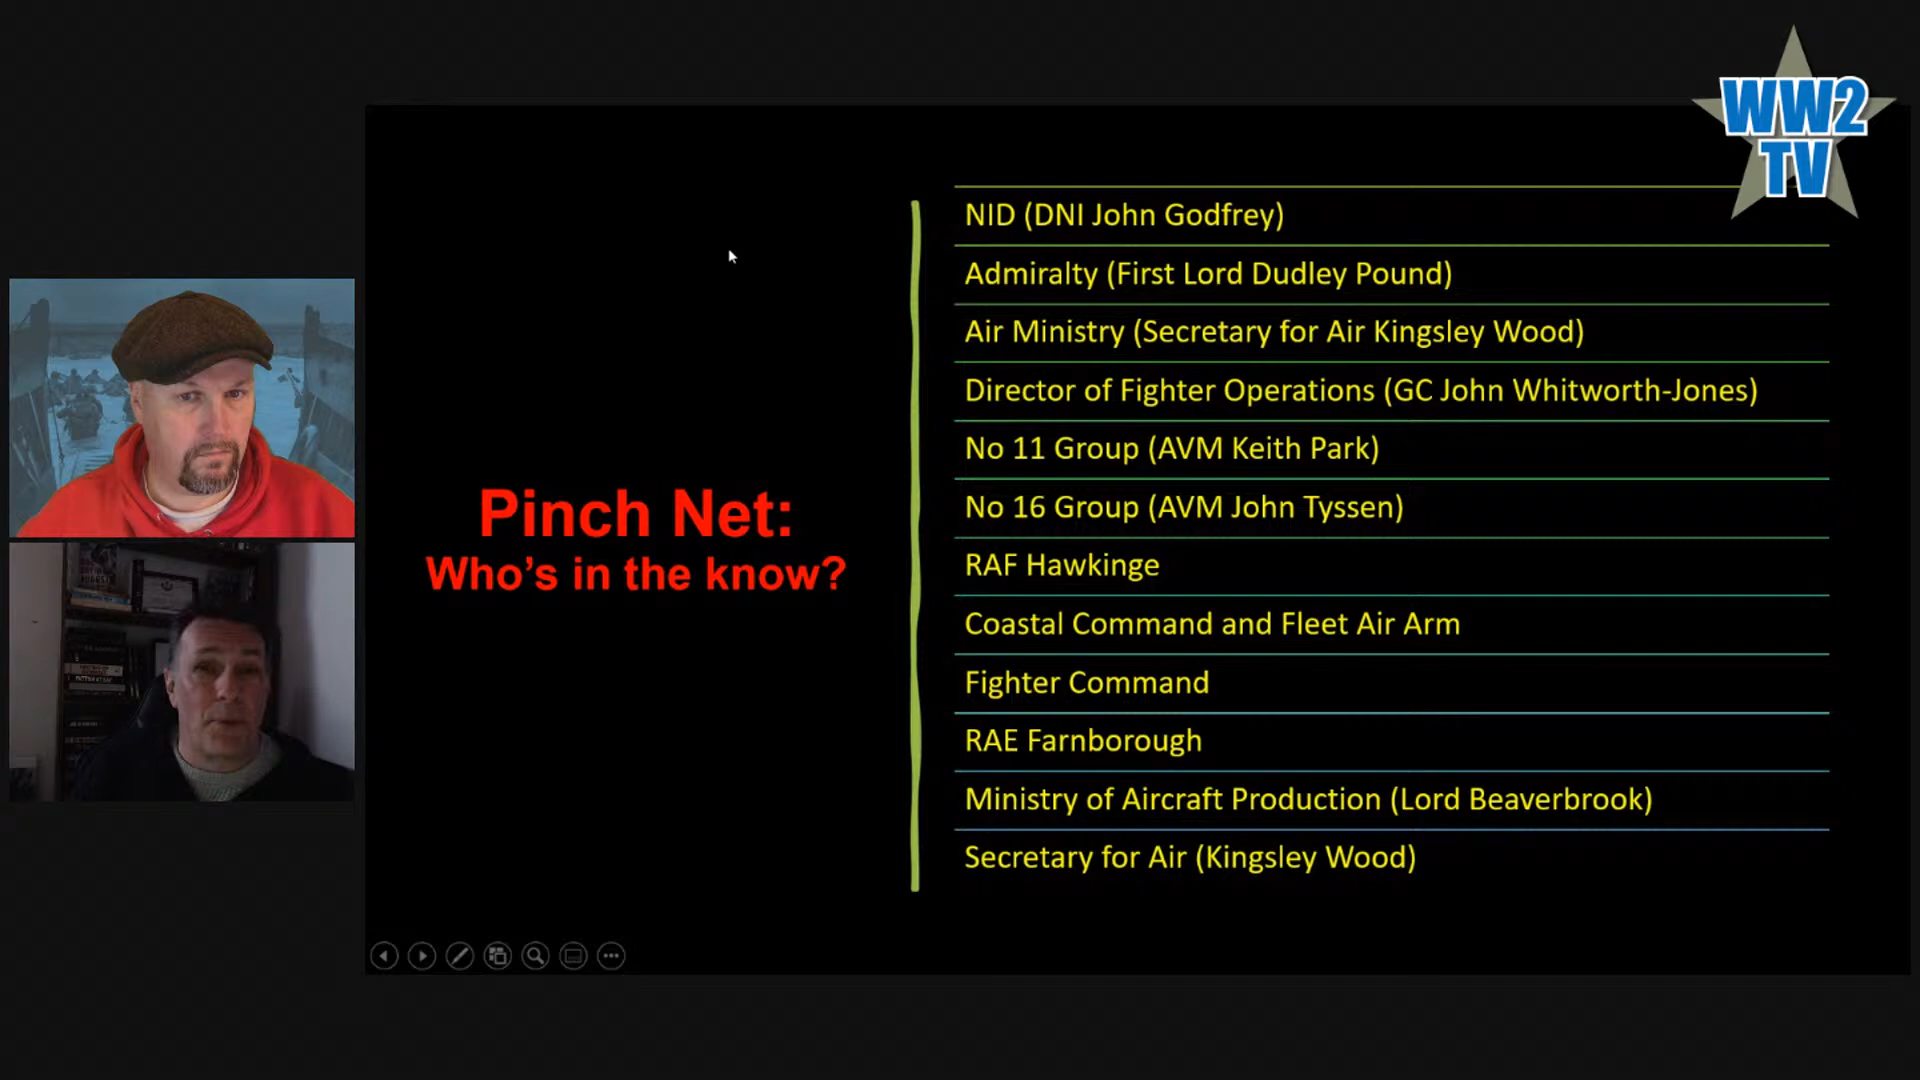 WW2
TV
Pinch Net:
Who's in the know?
NID (DNI John Godfrey)
Admiralty (First Lord Dudley Pound)
Air Ministry (Secretary for Air Kingsley Wood)
Director of Fighter Operations (GC John Whitworth-Jones)
No 11 Group (AVM Keith Park)
No 16 Group (AVM John Tyssen)
RAF Hawkinge
Coastal Command and Fleet Air Arm
Fighter Command
RAE Farnborough
Ministry of Aircraft Production (Lord Beaverbrook)
Secretary for Air (Kingsley Wood)